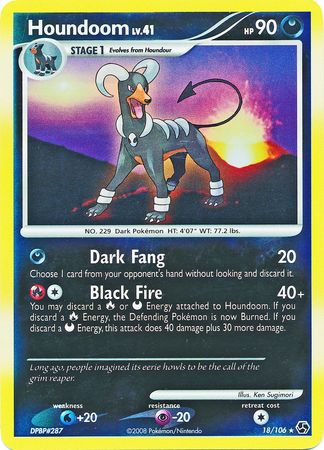 Houndoom LV.41 HP 90
STAGE 1 Evolves from Houndour
NO. 229 Dark Pokémon HT: 4'07" WT: 77.2 lbs.
Dark Fang 20
Choose 1 card from your opponent's hand without looking and discard it.
Black Fire 40+
You may discard a or Energy attached to Houndoom. If you
discard a Energy, the Defending Pokémon is now Burned. If you
discard a Energy, this attack does 40 damage plus 30 more damage.
Long ago, people imagined its eerie howls to be the call of the
grim reaper.
Illus. Ken Sugimori
weakness resistance retreat cost
+20 -20
DPBP#287 ©2008 Pokémon/Nintendo 18/106 ★